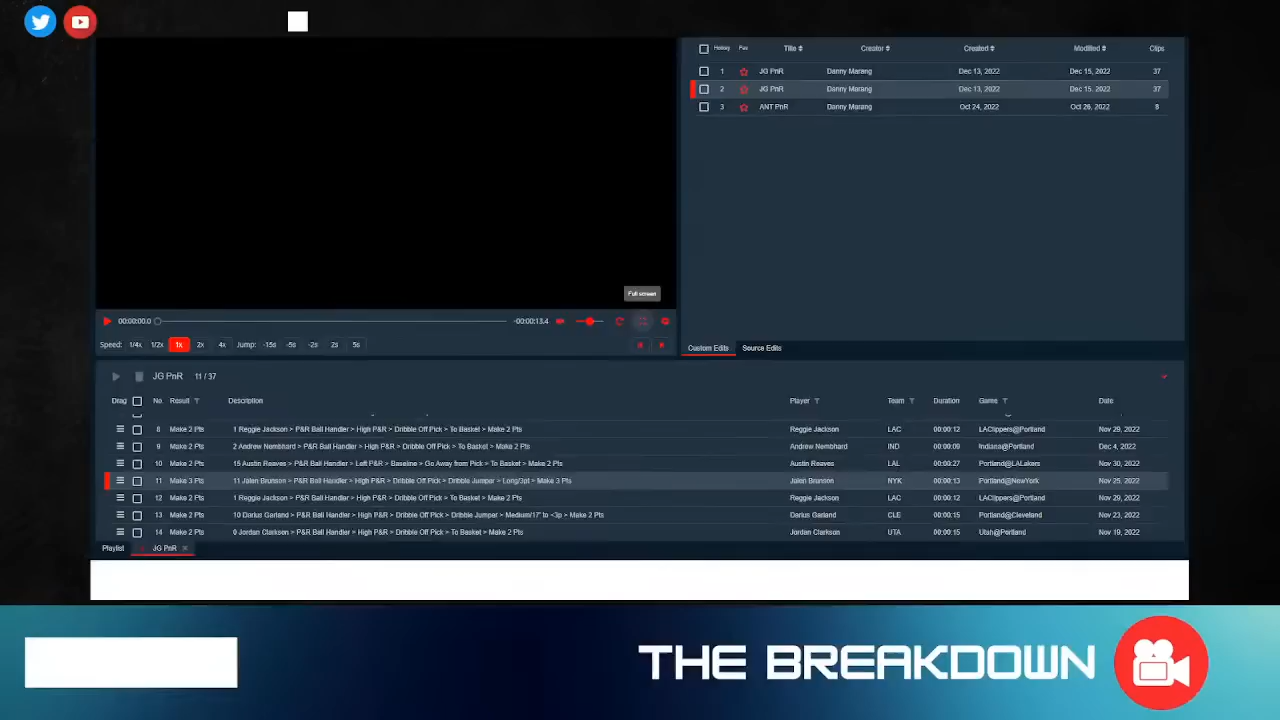 Hotkey Fav Title Creator Created Modified Clips
1 JG PnR Danny Marang Dec 13, 2022 Dec 15, 2022 37
2 JG PnR Danny Marang Dec 13, 2022 Dec 15, 2022 37
3 ANT PnR Danny Marang Oct 24, 2022 Oct 26, 2022 8
Full screen
00:00:00.0 -00:00:13.4
Speed: 1/4x 1/2x 1x 2x 4x Jump: -15s -5s -2s 2s 5s
Custom Edits Source Edits
JG PnR 11 / 37
Drag No. Result Description Player Team Duration Game Date
8 Make 2 Pts 1 Reggie Jackson > P&R Ball Handler > High P&R > Dribble Off Pick > To Basket > Make 2 Pts Reggie Jackson LAC 00:00:12 LAClippers@Portland Nov 29, 2022
9 Make 2 Pts 2 Andrew Nembhard > P&R Ball Handler > High P&R > Dribble Off Pick > To Basket > Make 2 Pts Andrew Nembhard IND 00:00:09 Indiana@Portland Dec 4, 2022
10 Make 2 Pts 15 Austin Reaves > P&R Ball Handler > Left P&R > Baseline > Go Away from Pick > To Basket > Make 2 Pts Austin Reaves LAL 00:00:27 Portland@LALakers Nov 30, 2022
11 Make 3 Pts 11 Jalen Brunson > P&R Ball Handler > High P&R > Dribble Off Pick > Dribble Jumper > Long/3pt > Make 3 Pts Jalen Brunson NYK 00:00:13 Portland@NewYork Nov 25, 2022
12 Make 2 Pts 1 Reggie Jackson > P&R Ball Handler > High P&R > Dribble Off Pick > To Basket > Make 2 Pts Reggie Jackson LAC 00:00:12 LAClippers@Portland Nov 29, 2022
13 Make 2 Pts 10 Darius Garland > P&R Ball Handler > High P&R > Dribble Off Pick > Dribble Jumper > Medium/17' to <3p > Make 2 Pts Darius Garland CLE 00:00:15 Portland@Cleveland Nov 23, 2022
14 Make 2 Pts 0 Jordan Clarkson > P&R Ball Handler > High P&R > Dribble Off Pick > To Basket > Make 2 Pts Jordan Clarkson UTA 00:00:15 Utah@Portland Nov 19, 2022
Playlist JG PnR
THE BREAKDOWN